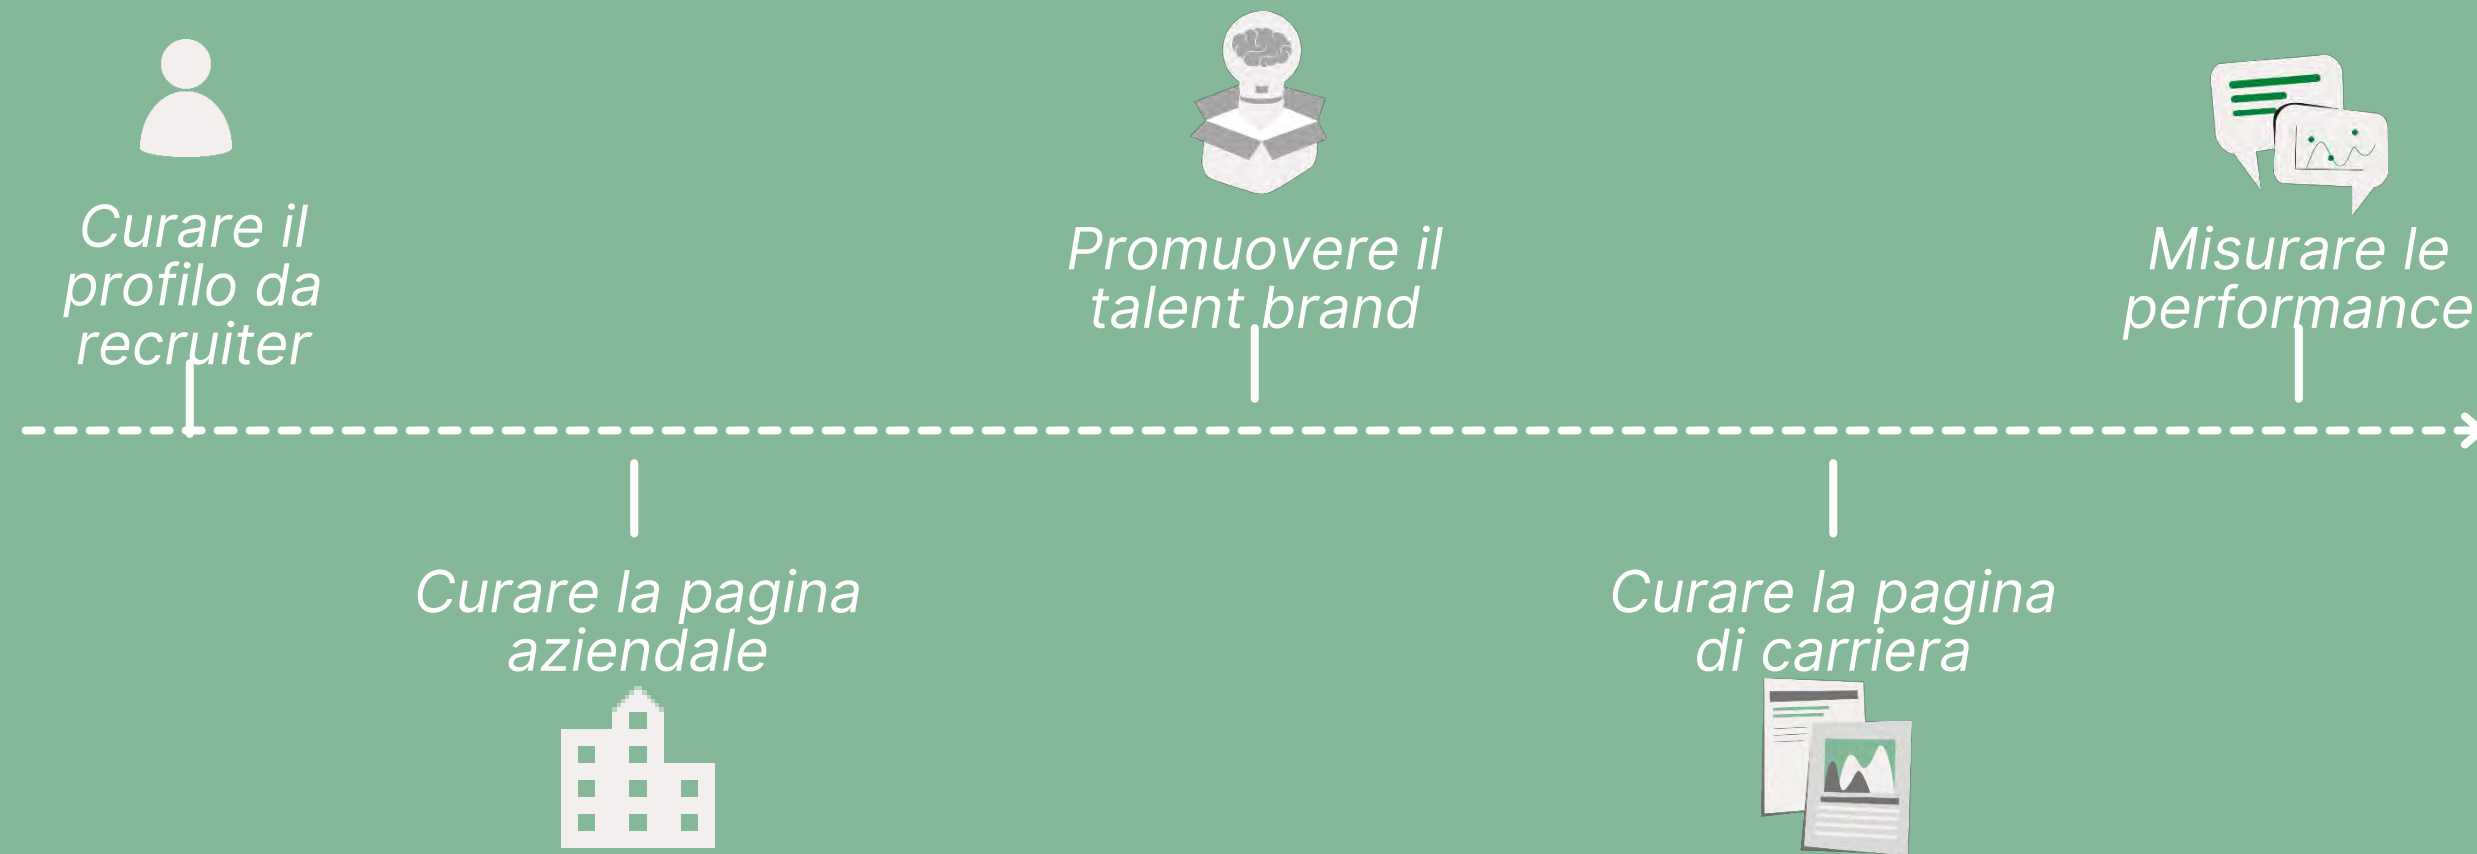 Curare il
profilo da
recruiter
Curare la pagina
aziendale
Promuovere il
talent brand
Curare la pagina
di carriera
Misurare le
performance